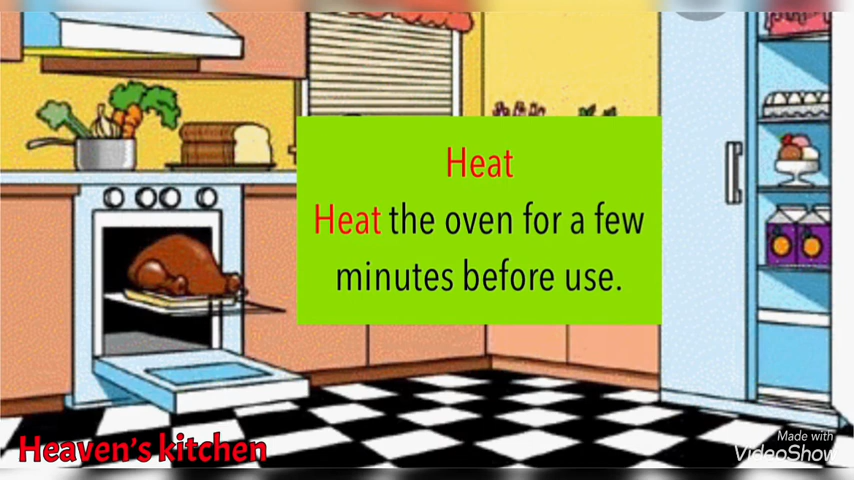 Heat
Heat the oven for a few
minutes before use.
Heaven's kitchen
Made with
VideoShow